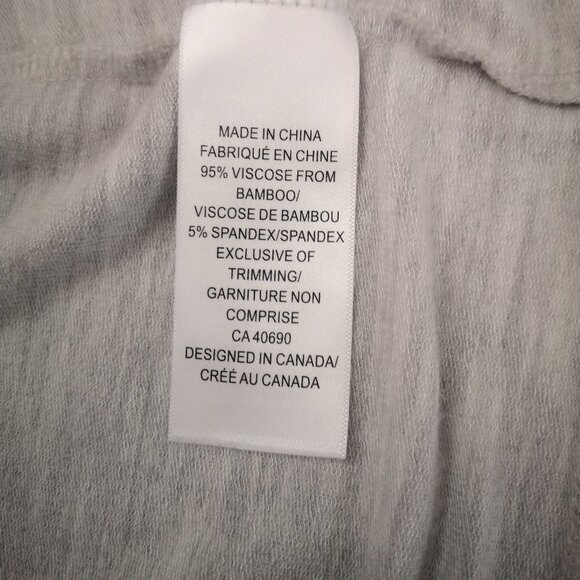 MADE IN CHINA
FABRIQUÉ EN CHINE
95% VISCOSE FROM
BAMBOO/
VISCOSE DE BAMBOU
5% SPANDEX/SPANDEX
EXCLUSIVE OF
TRIMMING/
GARNITURE NON
COMPRISE
CA 40690
DESIGNED IN CANADA/
CRÉÉ AU CANADA